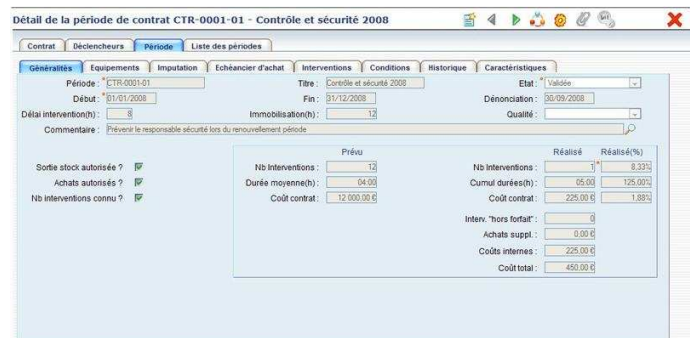 Détail de la période de contrat CTR-0001-01 - Contrôle et sécurité 2008
Contrat Déclencheurs Période Liste des périodes
Généralités Equipements Imputation Echéancier d'achat Interventions Conditions Historique Caractéristiques
Période : * CTR-0001-01 Titre : Contrôle et sécurité 2008 Etat : * Validée
Début : * 01/01/2008 Fin : 31/12/2008 Dénonciation : 30/09/2008
Délai intervention(h) : 8 Immobilisation(h) : 12 Qualité :
Commentaire : Prévenir le responsable sécurité lors du renouvellement période
Prévu Réalisé Réalisé(%)
Sortie stock autorisée ? Nb Interventions : 12 Nb Interventions : 1 * 8,33%
Achats autorisés ? Durée moyenne(h) : 04:00 Cumul durées(h) : 05:00 125,00%
Nb interventions connu ? Coût contrat : 12 000,00 € Coût contrat : 225,00 € 1,88%
Interv. "hors forfait" : 0
Achats suppl. : 0,00 €
Coûts internes : 225,00 €
Coût total : 450,00 €